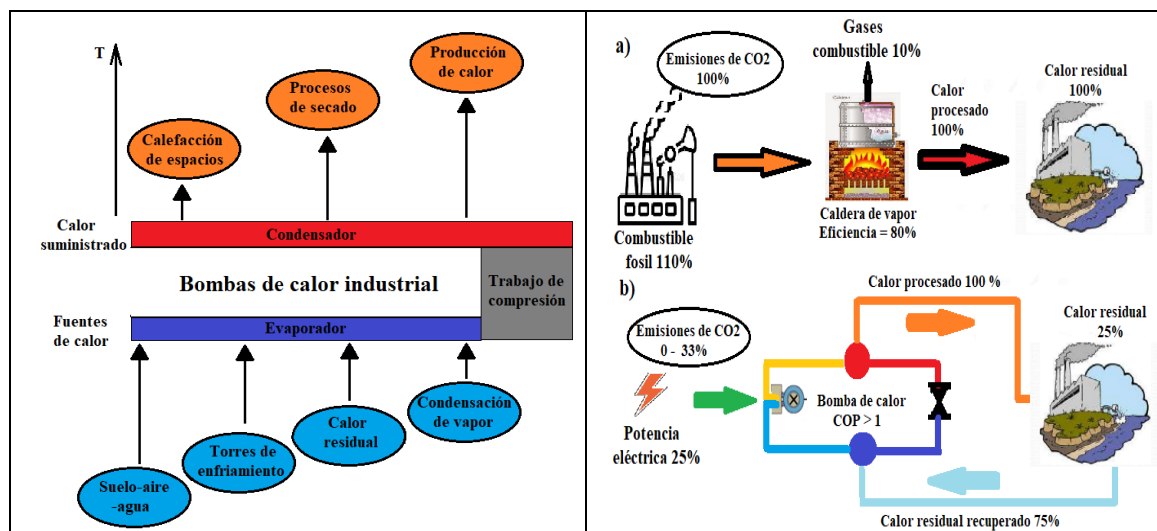 T
Producción
de calor
Procesos
de secado
Calefacción
de espacios
Calor
suministrado
Condensador
Bombas de calor industrial
Trabajo de
compresión
Fuentes
de calor
Evaporador
Condensación
de vapor
Calor
residual
Torres de
enfriamiento
Suelo-aire
-agua
a)
Emisiones de CO2
100%
Gases
combustible 10%
Calor
procesado
100%
Calor residual
100%
Combustible
fosil 110%
Caldera de vapor
Eficiencia = 80%
b)
Calor procesado 100 %
Emisiones de CO2
0 - 33%
Calor residual
25%
Bomba de calor
COP > 1
Potencia
eléctrica 25%
Calor residual recuperado 75%